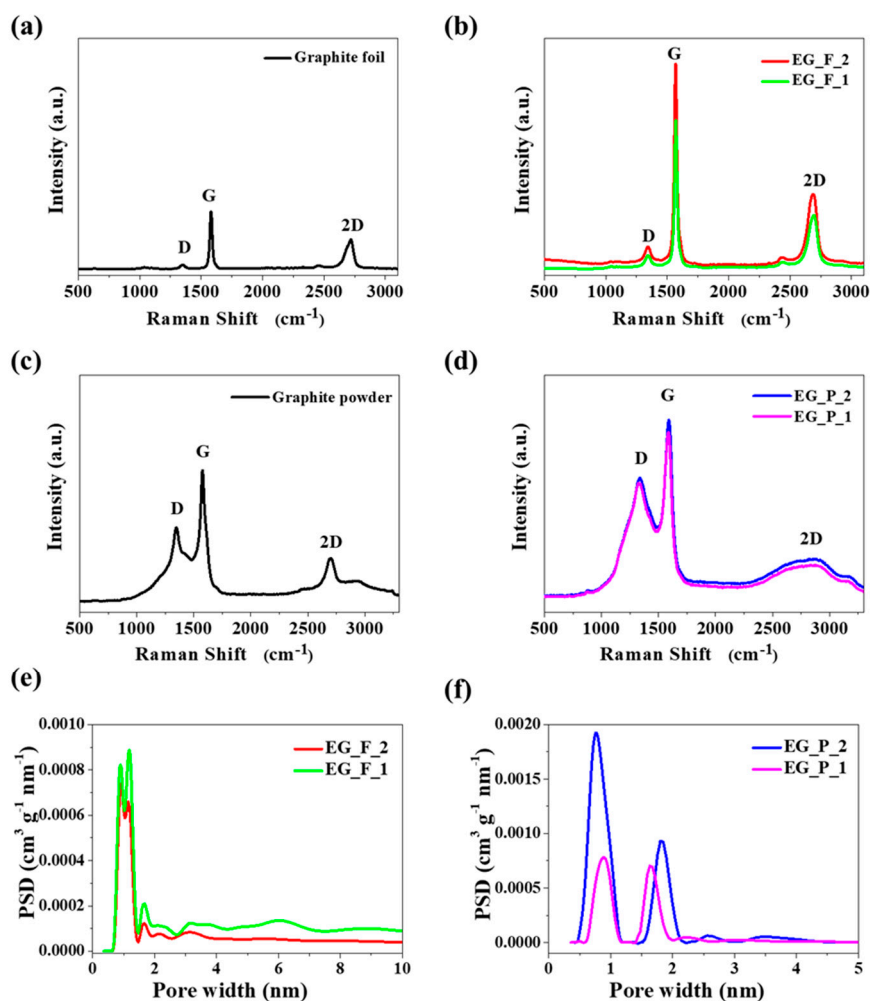 (a)
Graphite foil
Intensity (a.u.)
D
G
2D
500 1000 1500 2000 2500 3000
Raman Shift (cm⁻¹)
(b)
EG_F_2
EG_F_1
Intensity (a.u.)
D
G
2D
500 1000 1500 2000 2500 3000
Raman Shift (cm⁻¹)
(c)
Graphite powder
Intensity (a.u.)
D
G
2D
500 1000 1500 2000 2500 3000
Raman Shift (cm⁻¹)
(d)
EG_P_2
EG_P_1
Intensity (a.u.)
D
G
2D
500 1000 1500 2000 2500 3000
Raman Shift (cm⁻¹)
(e)
EG_F_2
EG_F_1
PSD (cm³ g⁻¹ nm⁻¹)
0.0010
0.0008
0.0006
0.0004
0.0002
0.0000
0 2 4 6 8 10
Pore width (nm)
(f)
EG_P_2
EG_P_1
PSD (cm³ g⁻¹ nm⁻¹)
0.0020
0.0015
0.0010
0.0005
0.0000
0 1 2 3 4 5
Pore width (nm)